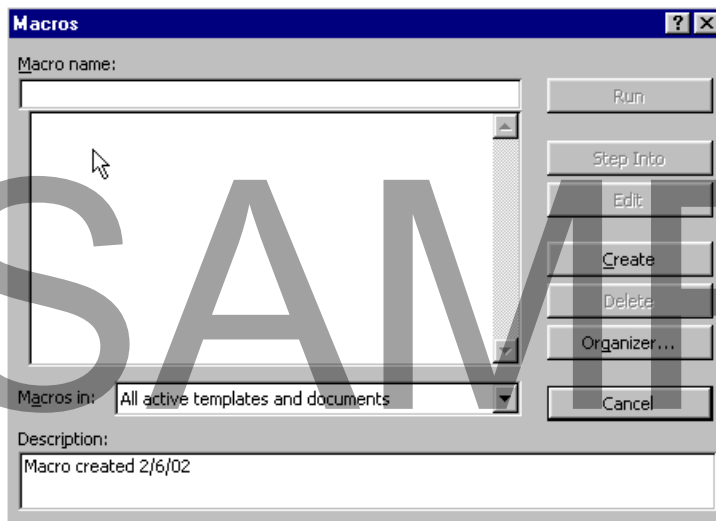 Macros
Macro name:
Run
Step Into
Edit
Create
Delete
Organizer...
Macros in: All active templates and documents
Cancel
Description:
Macro created 2/6/02
SAMP